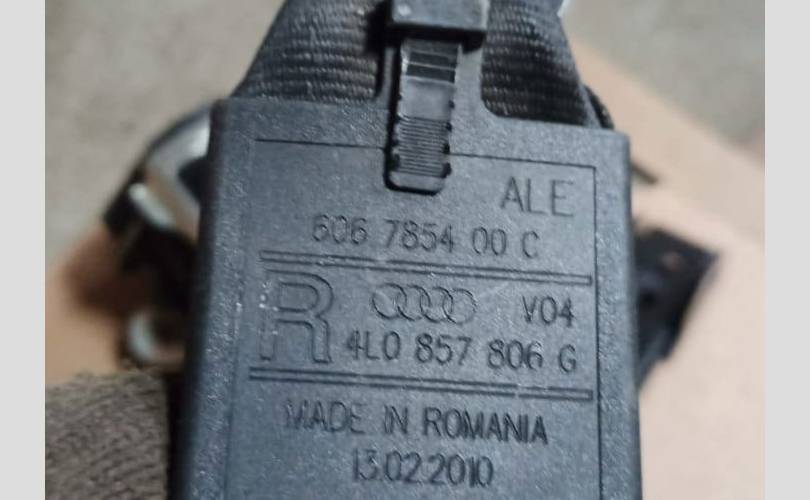 ALE
606 7854 00 C
R V04
4L0 857 806 G
MADE IN ROMANIA
13.02.2010